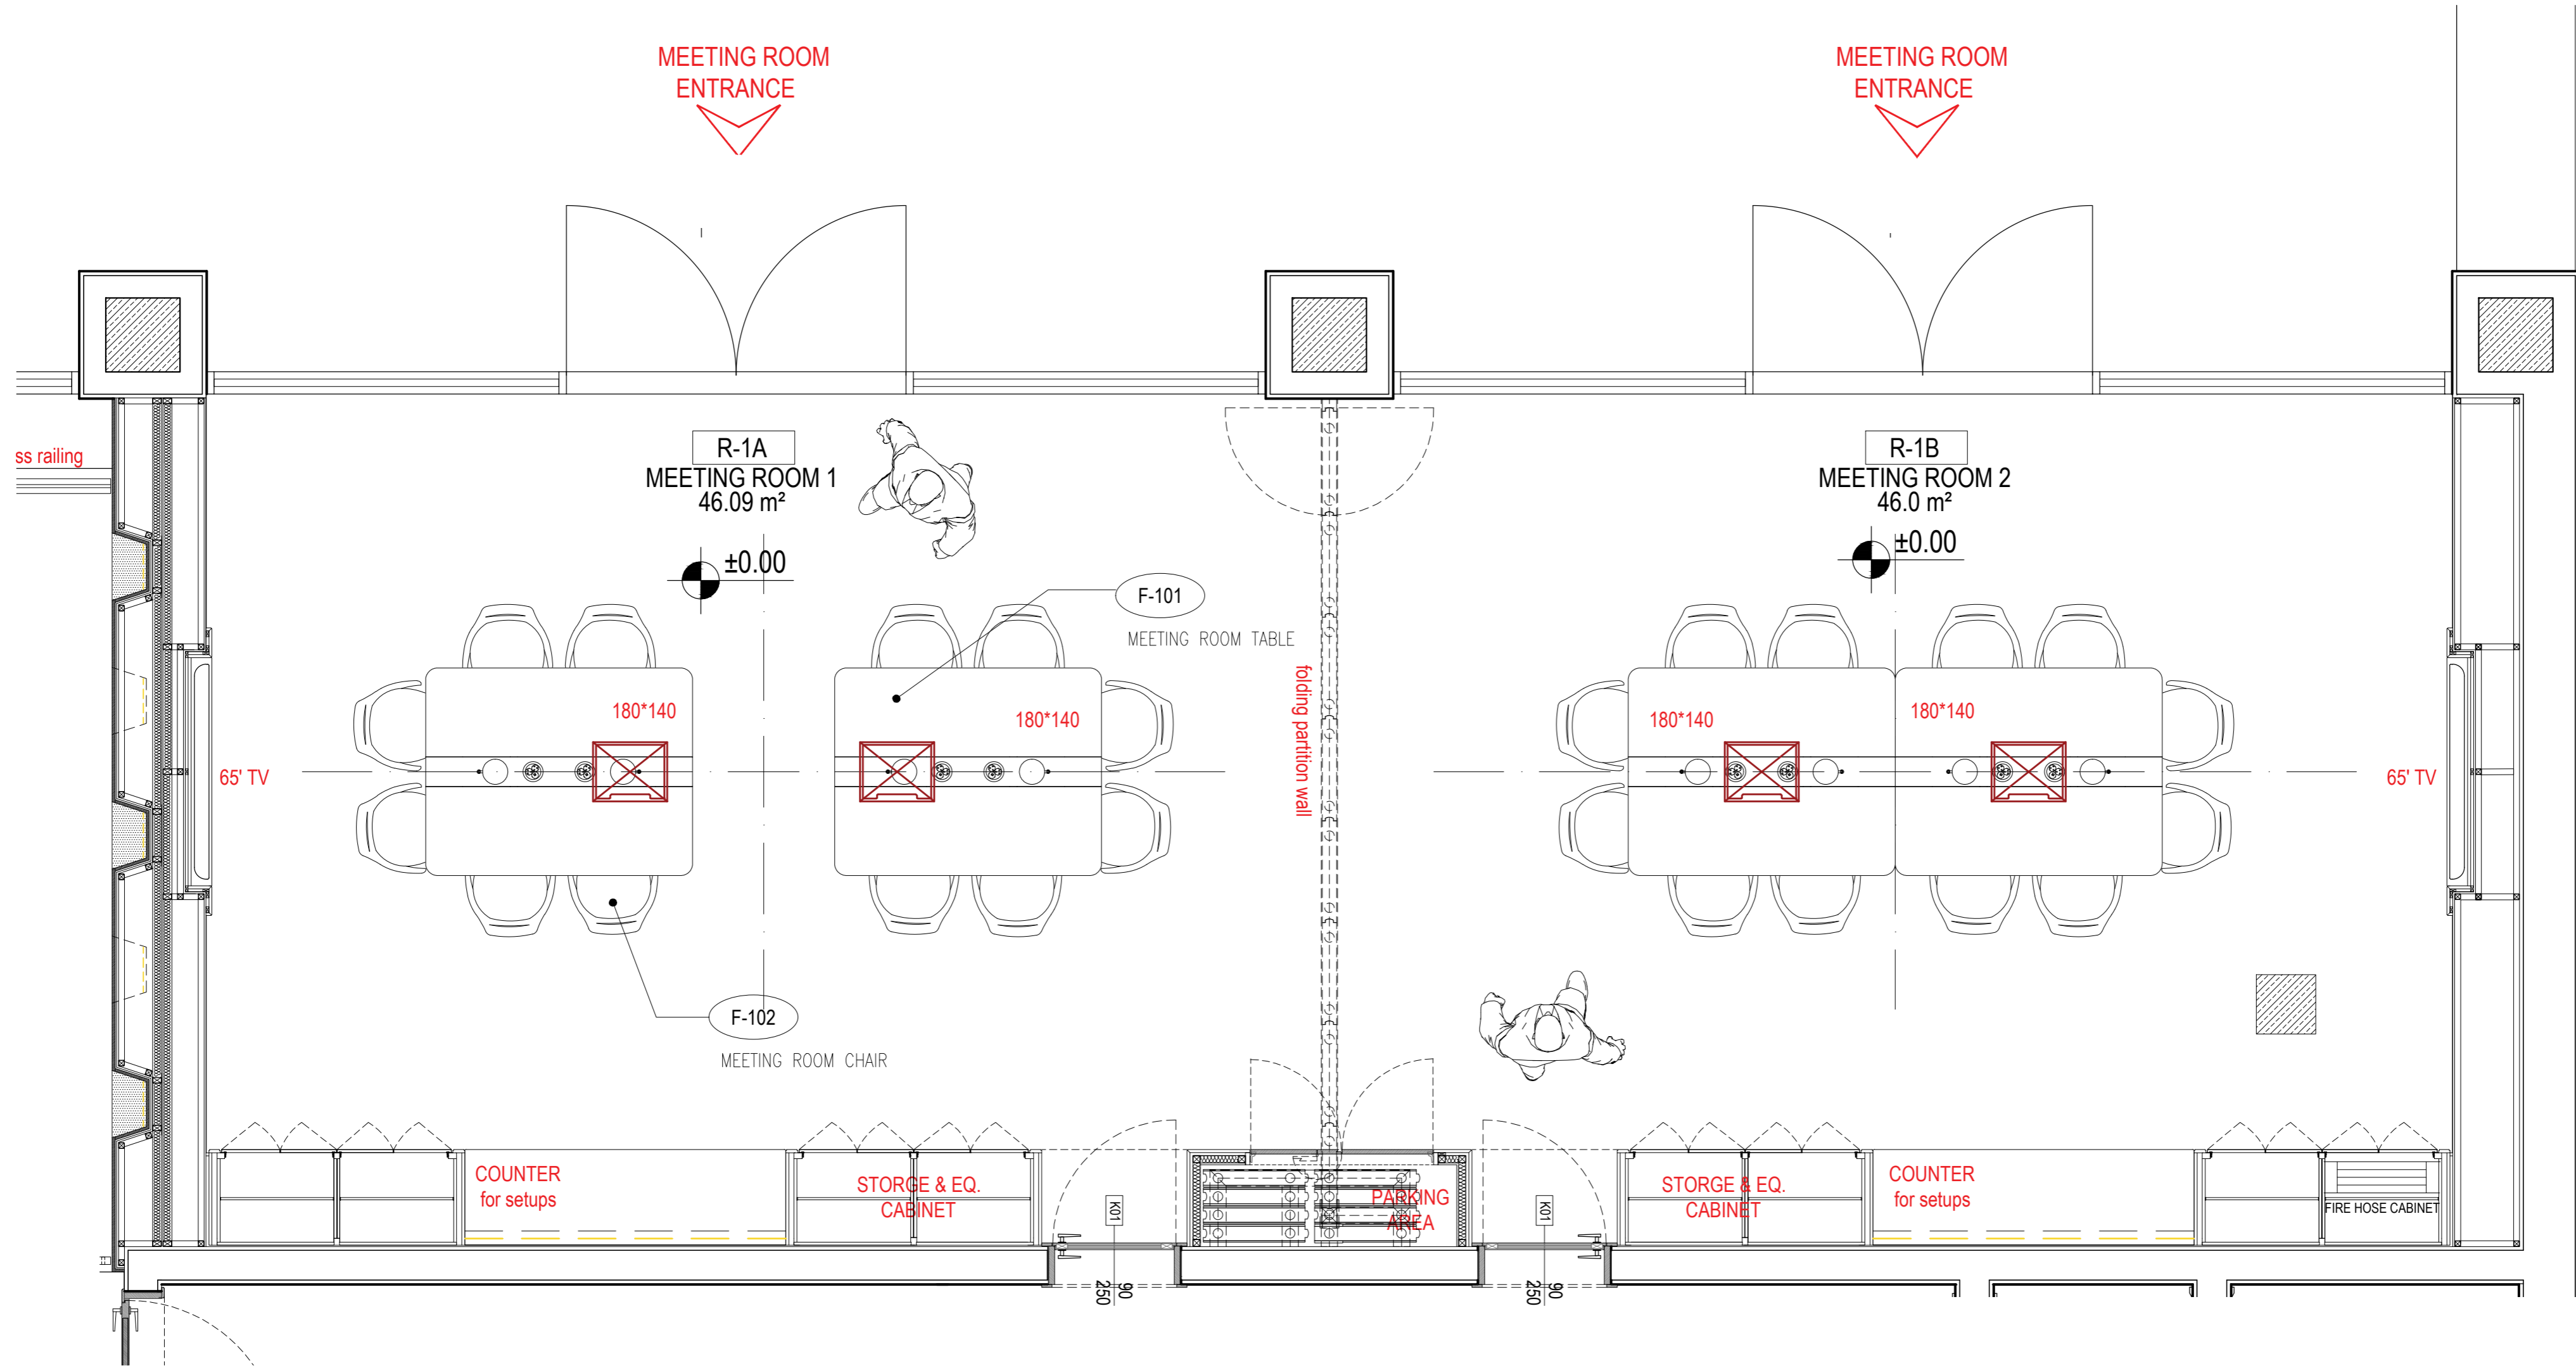 MEETING ROOM
ENTRANCE
MEETING ROOM
ENTRANCE
ss railing
R-1A
MEETING ROOM 1
46.09 m²
±0.00
R-1B
MEETING ROOM 2
46.0 m²
±0.00
F-101
MEETING ROOM TABLE
folding partition wall
180*140
180*140
180*140
180*140
65' TV
65' TV
F-102
MEETING ROOM CHAIR
COUNTER
for setups
STORGE & EQ.
CABINET
K01
90
250
PARKING
AREA
K01
90
250
STORGE & EQ.
CABINET
COUNTER
for setups
FIRE HOSE CABINET